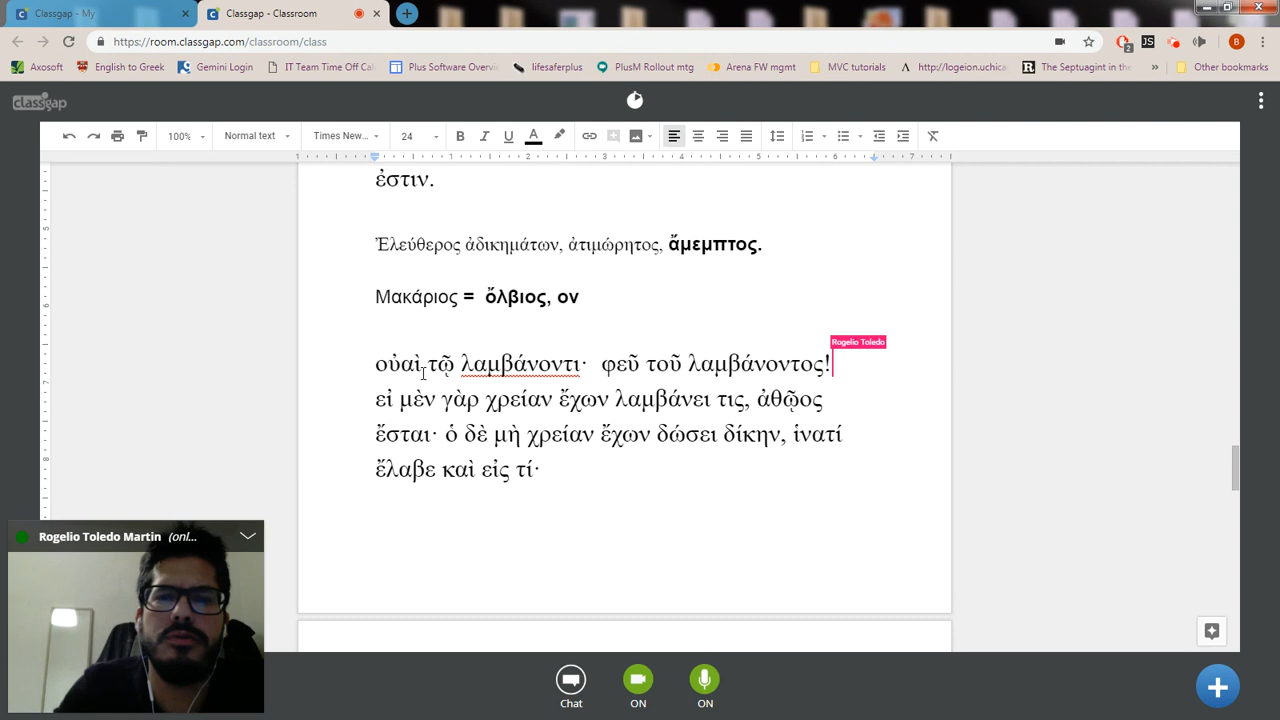 Classgap - My
Classgap - Classroom
https://room.classgap.com/classroom/class
Axosoft
English to Greek
Gemini Login
IT Team Time Off Cal
Plus Software Overvi
lifesaferplus
PlusM Rollout mtg
Arena FW mgmt
MVC tutorials
http://logeion.uchica
The Septuagint in the
»
Other bookmarks
classgap
100%
Normal text
Times New...
24
ἐστιν.
Ἐλεύθερος ἀδικημάτων, ἀτιμώρητος, ἄμεμπτος.
Μακάριος = ὄλβιος, ον
Rogelio Toledo
οὐαὶ τῷ λαμβάνοντι· φεῦ τοῦ λαμβάνοντος!
εἰ μὲν γὰρ χρείαν ἔχων λαμβάνει τις, ἀθῷος
ἔσται· ὁ δὲ μὴ χρείαν ἔχων δώσει δίκην, ἱνατί
ἔλαβε καὶ εἰς τί·
Rogelio Toledo Martin (onl...
Chat
ON
ON